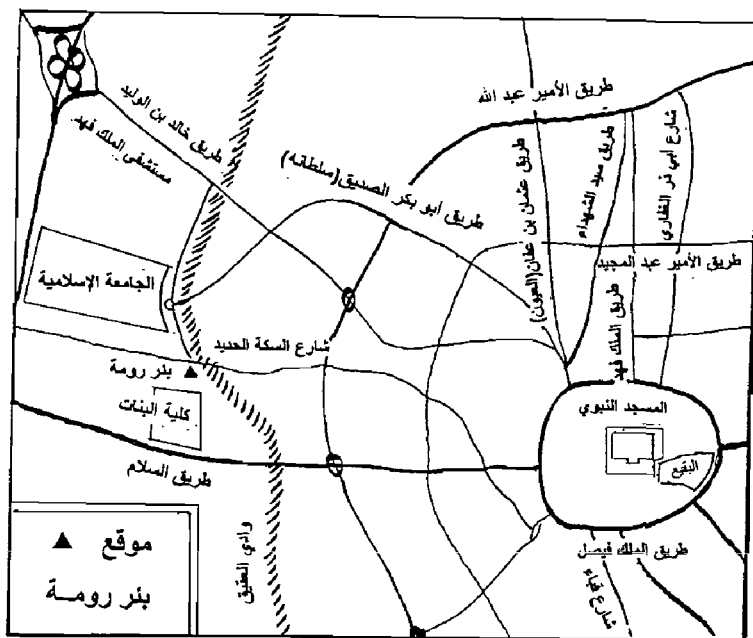 طريق الأمير عبد الله
طريق خالد بن الوليد
مستشفى الملك فهد
طريق أبو بكر الصديق (سلطانه)
طريق عثمان بن عفان (العيون)
طريق سيد الشهداء
شارع أبي ذر الغفاري
طريق الأمير عبد المجيد
طريق الملك فهد
الجامعة الإسلامية
شارع السكة الحديد
بئر رومة
كلية البنات
المسجد النبوي
البقيع
طريق السلام
وادي العقيق
طريق الملك فيصل
شارع قباء
موقع
بئر رومــة